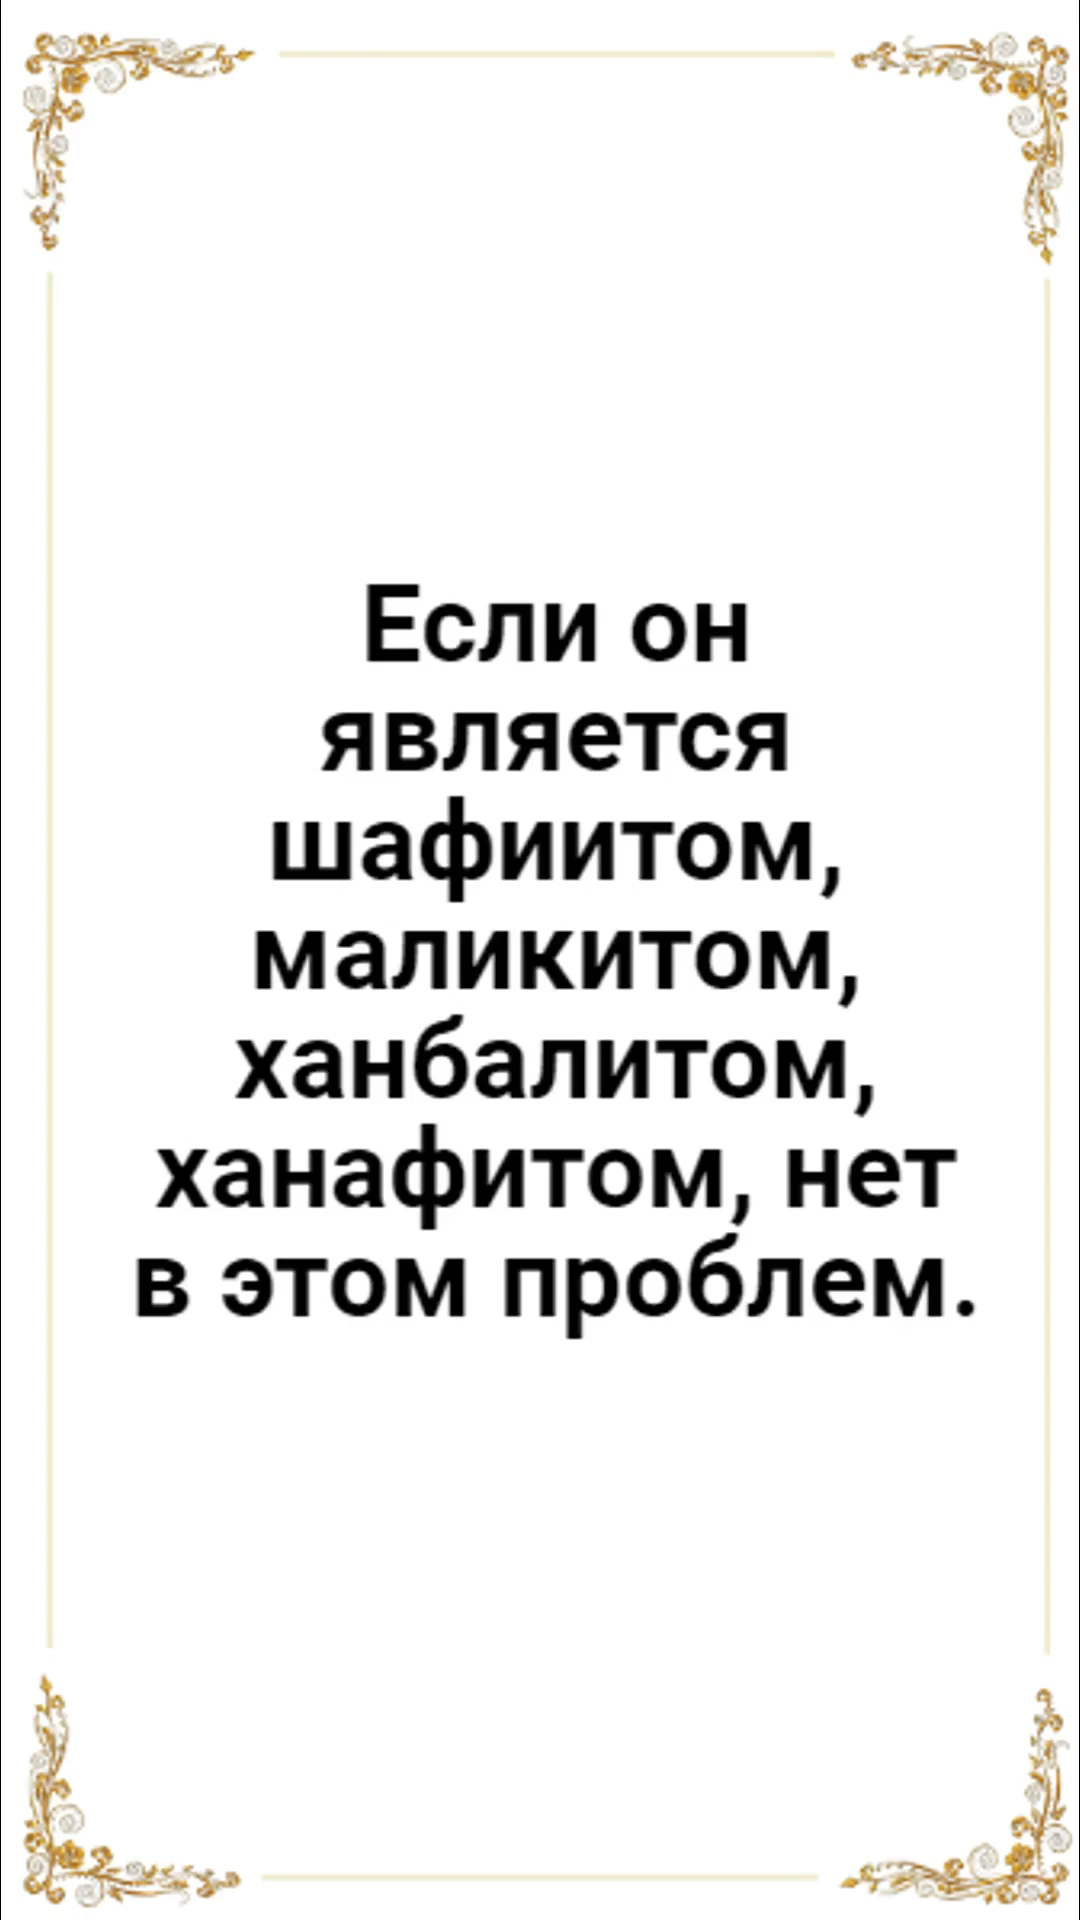 Если он
является
шафиитом,
маликитом,
ханбалитом,
ханафитом, нет
в этом проблем.